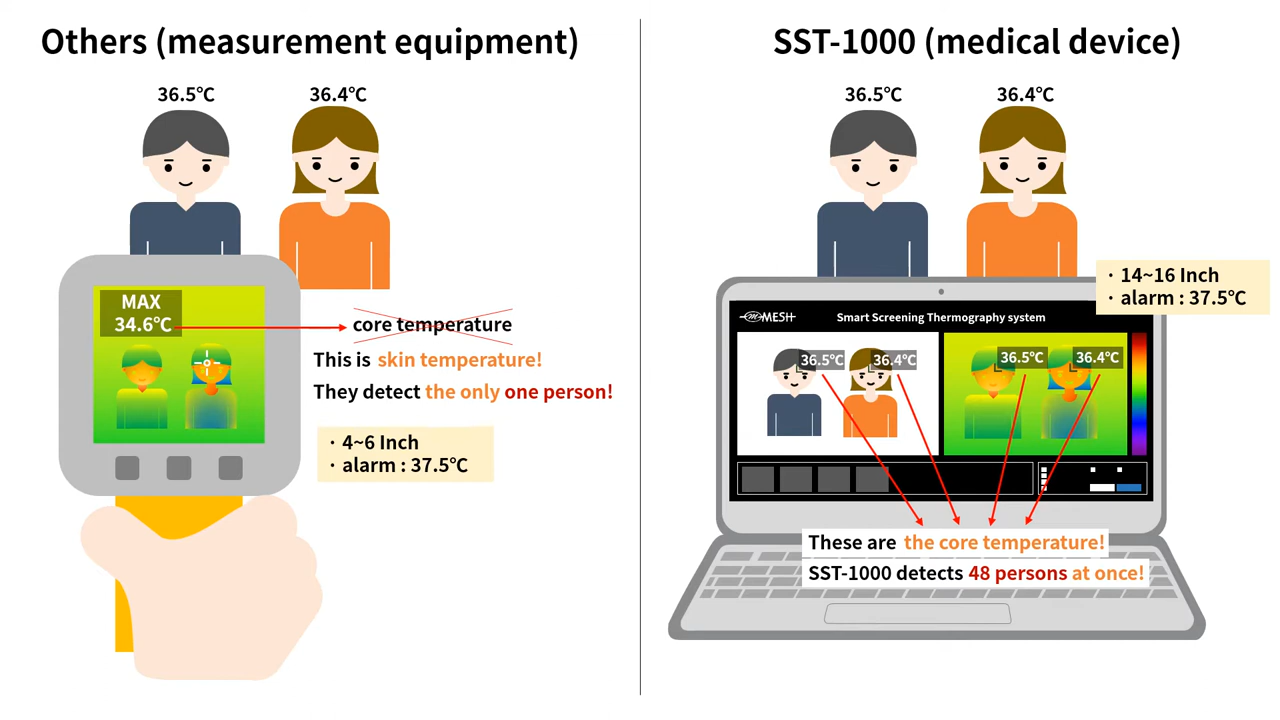 Others (measurement equipment)
36.5℃
36.4℃
MAX
34.6℃
core temperature
This is skin temperature!
They detect the only one person!
· 4~6 Inch
· alarm : 37.5℃
SST-1000 (medical device)
36.5℃
36.4℃
· 14~16 Inch
· alarm : 37.5℃
MESH
Smart Screening Thermography system
36.5℃
36.4℃
36.5℃
36.4℃
These are the core temperature!
SST-1000 detects 48 persons at once!